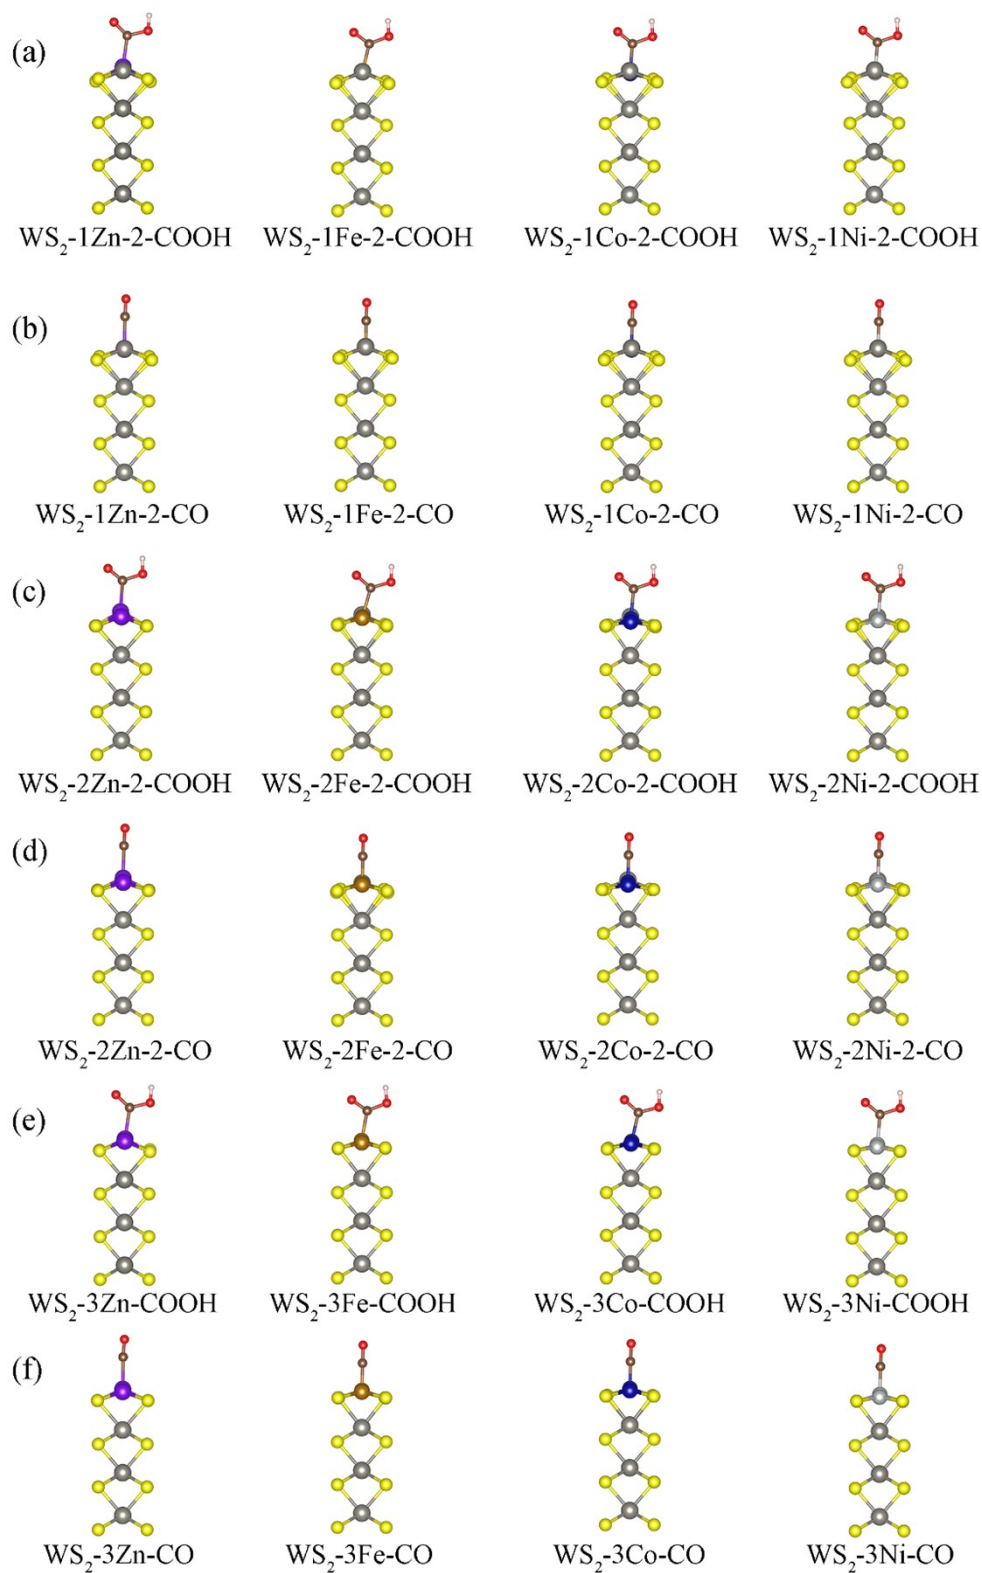 (a)
WS₂-1Zn-2-COOH WS₂-1Fe-2-COOH WS₂-1Co-2-COOH WS₂-1Ni-2-COOH
(b)
WS₂-1Zn-2-CO WS₂-1Fe-2-CO WS₂-1Co-2-CO WS₂-1Ni-2-CO
(c)
WS₂-2Zn-2-COOH WS₂-2Fe-2-COOH WS₂-2Co-2-COOH WS₂-2Ni-2-COOH
(d)
WS₂-2Zn-2-CO WS₂-2Fe-2-CO WS₂-2Co-2-CO WS₂-2Ni-2-CO
(e)
WS₂-3Zn-COOH WS₂-3Fe-COOH WS₂-3Co-COOH WS₂-3Ni-COOH
(f)
WS₂-3Zn-CO WS₂-3Fe-CO WS₂-3Co-CO WS₂-3Ni-CO